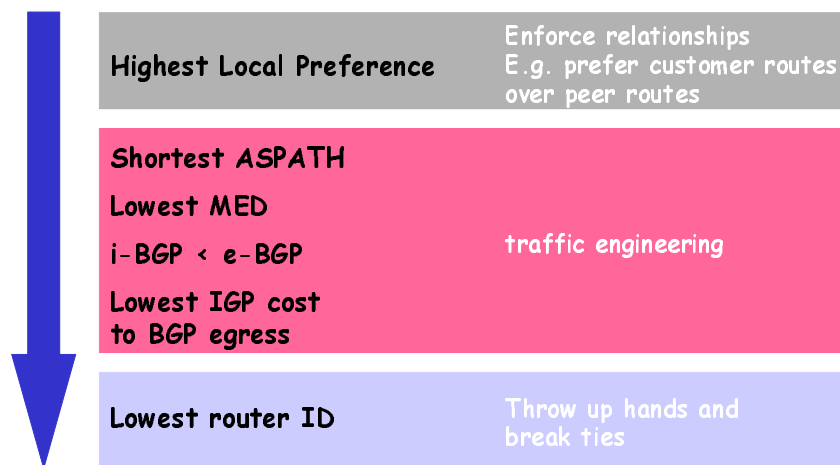 Highest Local Preference
Enforce relationships
E.g. prefer customer routes
over peer routes
Shortest ASPATH
Lowest MED
i-BGP < e-BGP
traffic engineering
Lowest IGP cost
to BGP egress
Lowest router ID
Throw up hands and
break ties